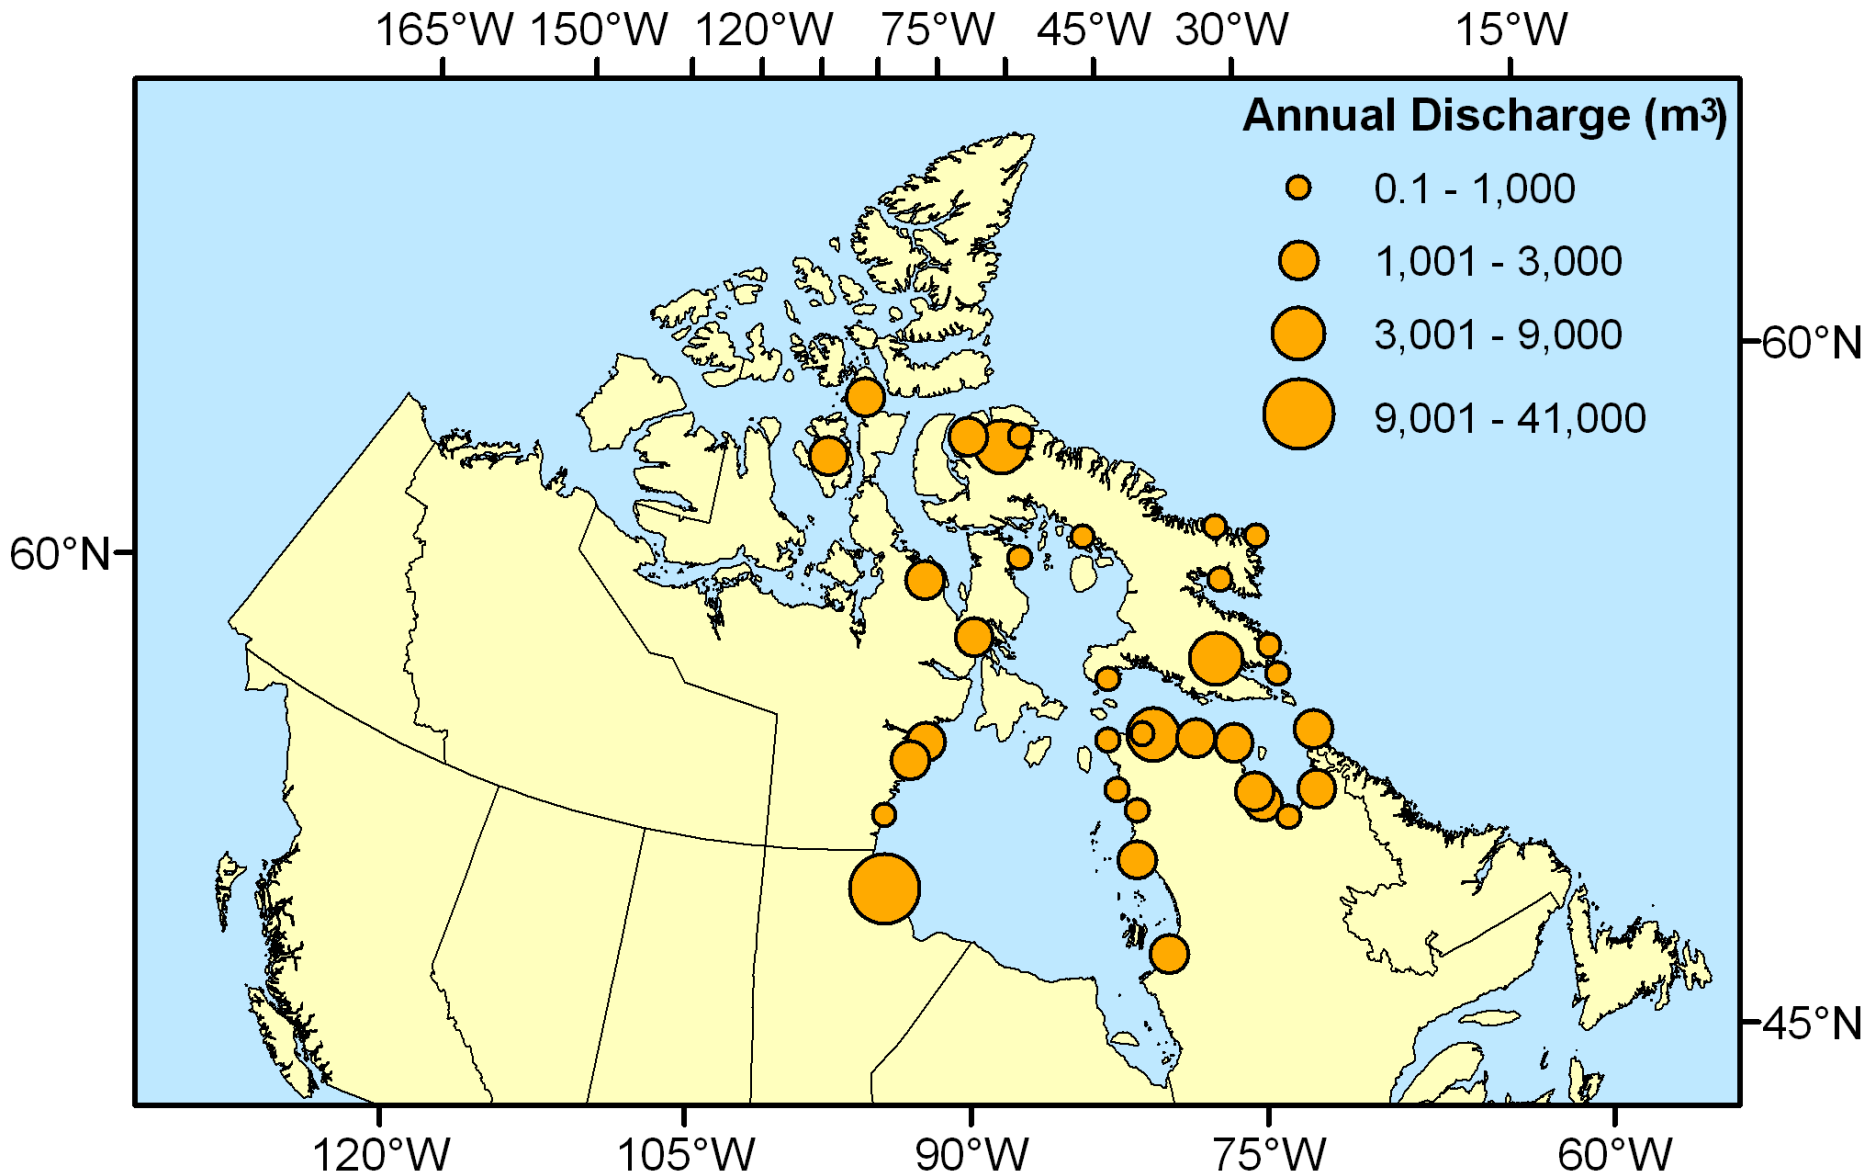 165°W 150°W 120°W 75°W 45°W 30°W 15°W
Annual Discharge (m³)
0.1 - 1,000
1,001 - 3,000
3,001 - 9,000
9,001 - 41,000
60°N
60°N
45°N
120°W 105°W 90°W 75°W 60°W